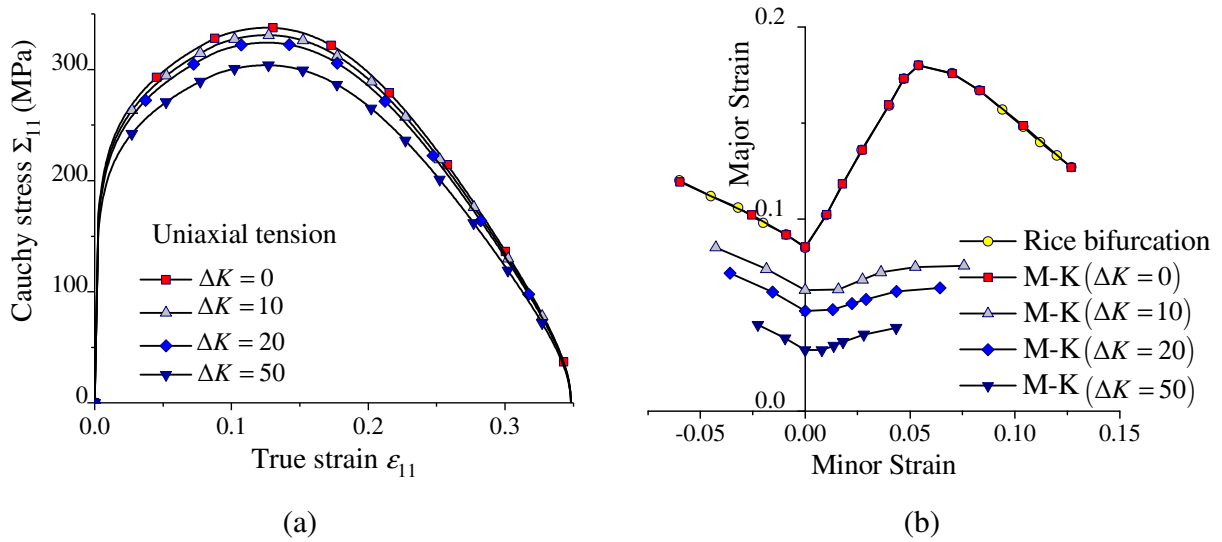 300
200
100
0
0.0 0.1 0.2 0.3
Cauchy stress Σ₁₁ (MPa)
True strain ε₁₁
Uniaxial tension
ΔK = 0
ΔK = 10
ΔK = 20
ΔK = 50
(a)
0.2
0.1
0.0
-0.05 0.00 0.05 0.10 0.15
Major Strain
Minor Strain
Rice bifurcation
M-K (ΔK = 0)
M-K (ΔK = 10)
M-K (ΔK = 20)
M-K (ΔK = 50)
(b)